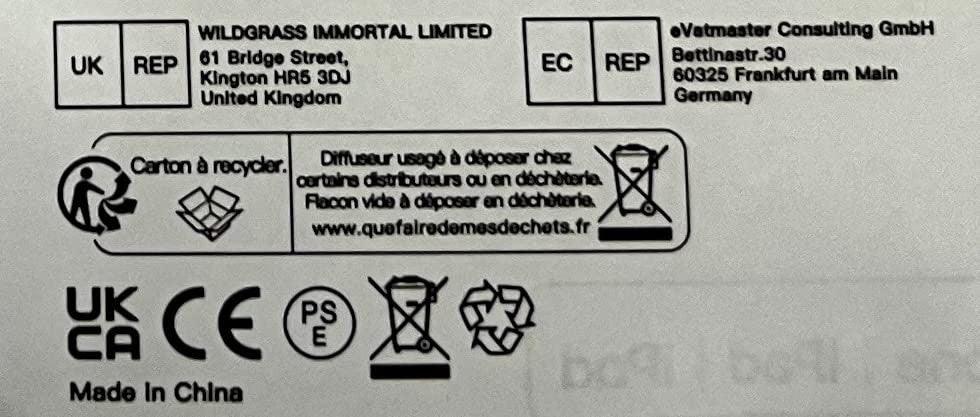 UK REP
WILDGRASS IMMORTAL LIMITED
61 Bridge Street,
Kington HR5 3DJ
United Kingdom
EC REP
eVatmaster Consulting GmbH
Bettinastr.30
60325 Frankfurt am Main
Germany
Carton à recycler.
Diffuseur usagé à déposer chez
certains distributeurs ou en déchèterie.
Flacon vide à déposer en déchèterie.
www.quefairedemesdechets.fr
UK
CA
CE
PS
E
Made in China
iPad
iPod